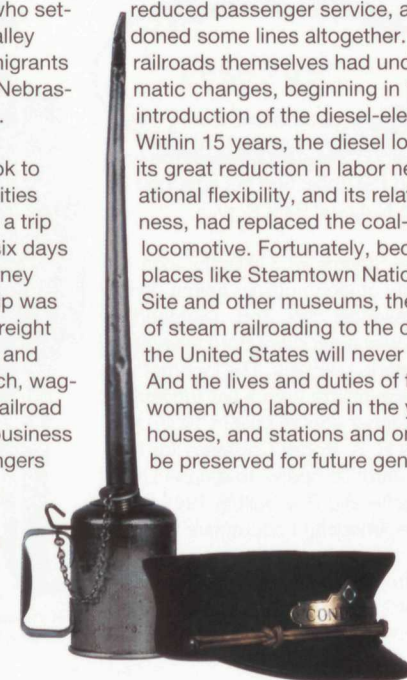 who set-
alley
migrants
Nebras-
ok to
ities
a trip
six days
ney
p was
reight
and
ch, wag-
ailroad
business
ngers
reduced passenger service, a
doned some lines altogether.
railroads themselves had und
matic changes, beginning in
introduction of the diesel-ele
Within 15 years, the diesel lo
its great reduction in labor ne
ational flexibility, and its rela
ness, had replaced the coal-
locomotive. Fortunately, bec
places like Steamtown Natio
Site and other museums, the
of steam railroading to the d
the United States will never
And the lives and duties of
women who labored in the y
houses, and stations and on
be preserved for future gen
COND